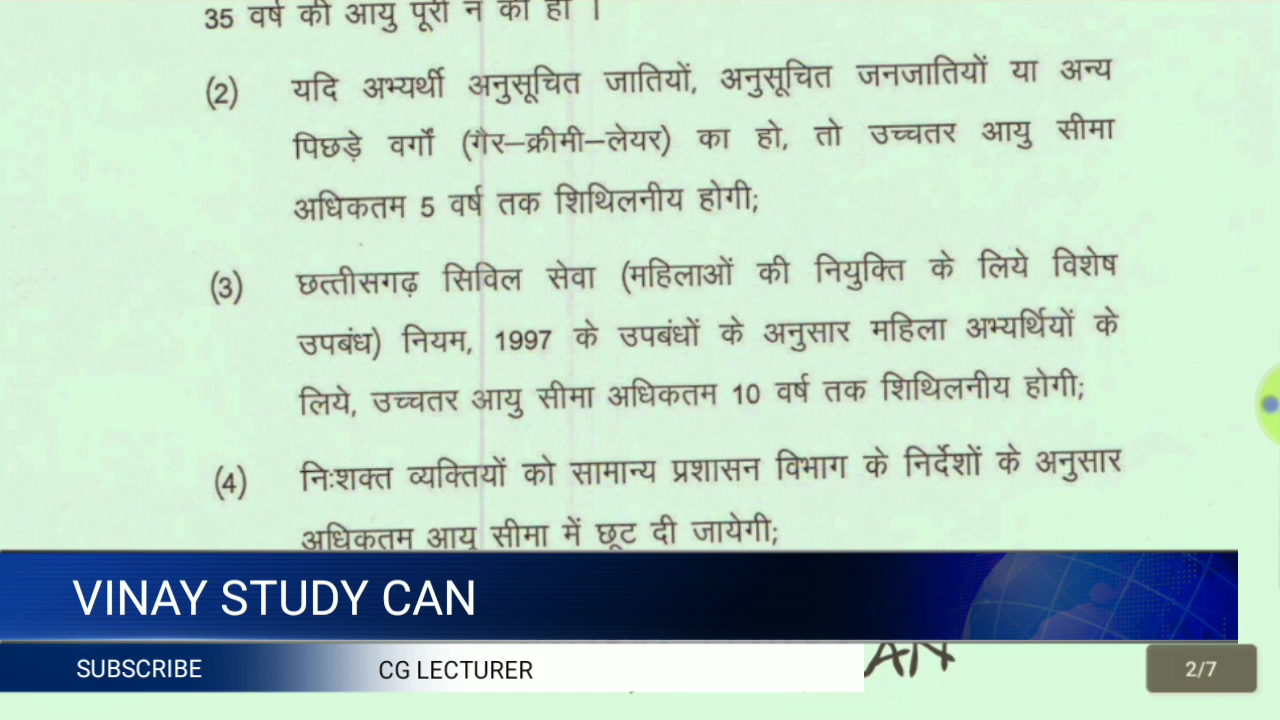 35 वर्ष की आयु पूरी न की हो ।
(2) यदि अभ्यर्थी अनुसूचित जातियों, अनुसूचित जनजातियों या अन्य
पिछड़े वर्गों (गैर–क्रीमी–लेयर) का हो, तो उच्चतर आयु सीमा
अधिकतम 5 वर्ष तक शिथिलनीय होगी;
(3) छत्तीसगढ़ सिविल सेवा (महिलाओं की नियुक्ति के लिये विशेष
उपबंध) नियम, 1997 के उपबंधों के अनुसार महिला अभ्यर्थियों के
लिये, उच्चतर आयु सीमा अधिकतम 10 वर्ष तक शिथिलनीय होगी;
(4) निःशक्त व्यक्तियों को सामान्य प्रशासन विभाग के निर्देशों के अनुसार
अधिकतम आयु सीमा में छूट दी जायेगी;
VINAY STUDY CAN
SUBSCRIBE CG LECTURER
2/7